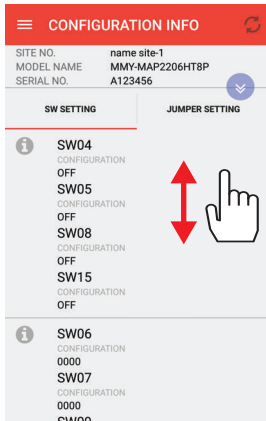 CONFIGURATION INFO
SITE NO. name site-1
MODEL NAME MMY-MAP2206HT8P
SERIAL NO. A123456
SW SETTING JUMPER SETTING
SW04
CONFIGURATION
OFF
SW05
CONFIGURATION
OFF
SW08
CONFIGURATION
OFF
SW15
CONFIGURATION
OFF
SW06
CONFIGURATION
0000
SW07
CONFIGURATION
0000
SW09